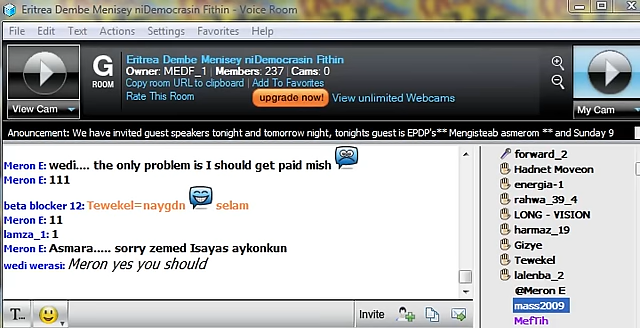 Eritrea Dembe Menisey niDemocrasin Fithin - Voice Room
File Edit Text Actions Settings Favorites Help
View Cam
G
ROOM
Eritrea Dembe Menisey niDemocrasin Fithin
Owner: MEDF_1 | Members: 237 | Cams: 0
Copy room URL to clipboard | Add To Favorites
Rate This Room
upgrade now!
View unlimited Webcams
My Cam
Anouncement: We have invited guest speakers tonight and tomorrow night, tonights guest is EPDP's** Mengisteab asmerom ** and Sunday 9
Meron E: wedi.... the only problem is I should get paid mish
Meron E: 111
beta blocker 12: Tewekel=naygdn selam
Meron E: 11
lamza_1: 1
Meron E: Asmara..... sorry zemed Isayas aykonkun
wedi werasi: Meron yes you should
T...
Invite
forward_2
Hadnet Moveon
energia-1
rahwa_39_4
LONG - VISION
harmaz_19
Gizye
Tewekel
lalenba_2
@Meron E
mass2009
MefTih